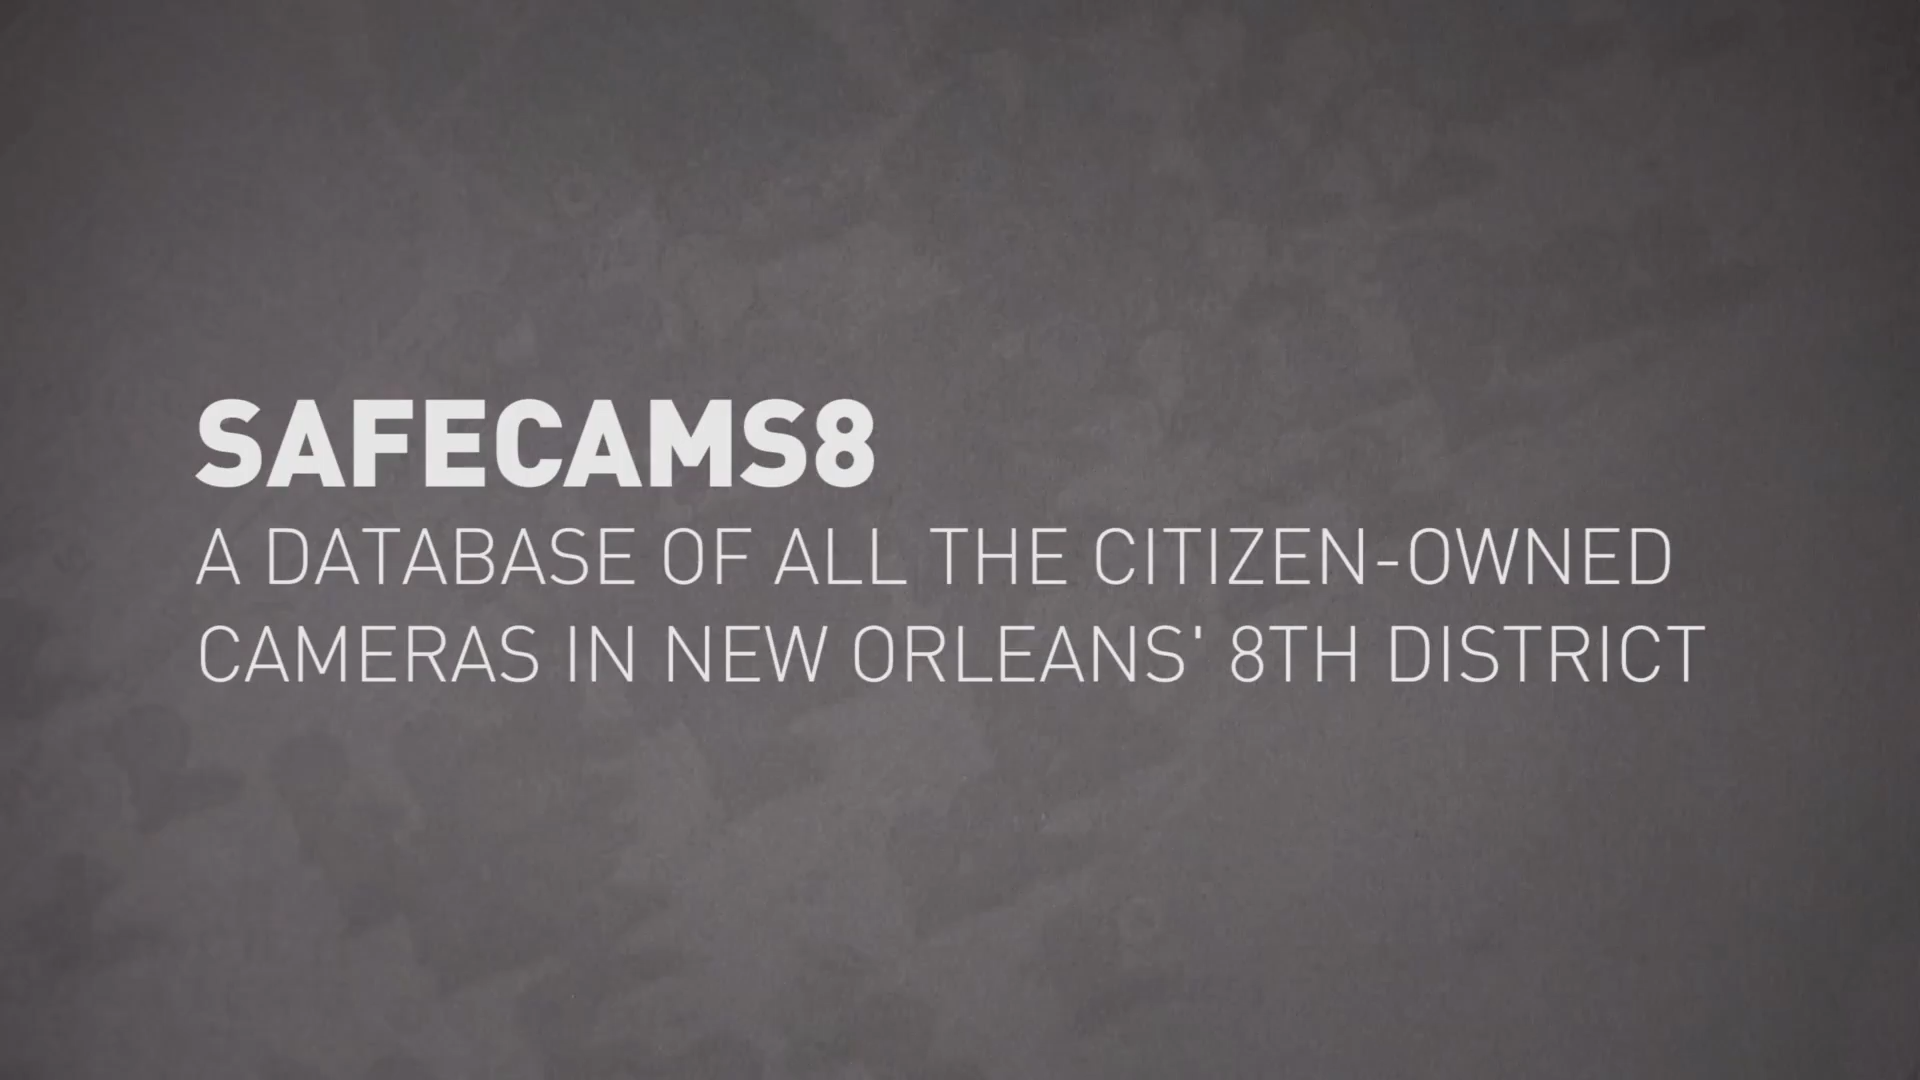 SAFECAMS8
A DATABASE OF ALL THE CITIZEN-OWNED
CAMERAS IN NEW ORLEANS' 8TH DISTRICT